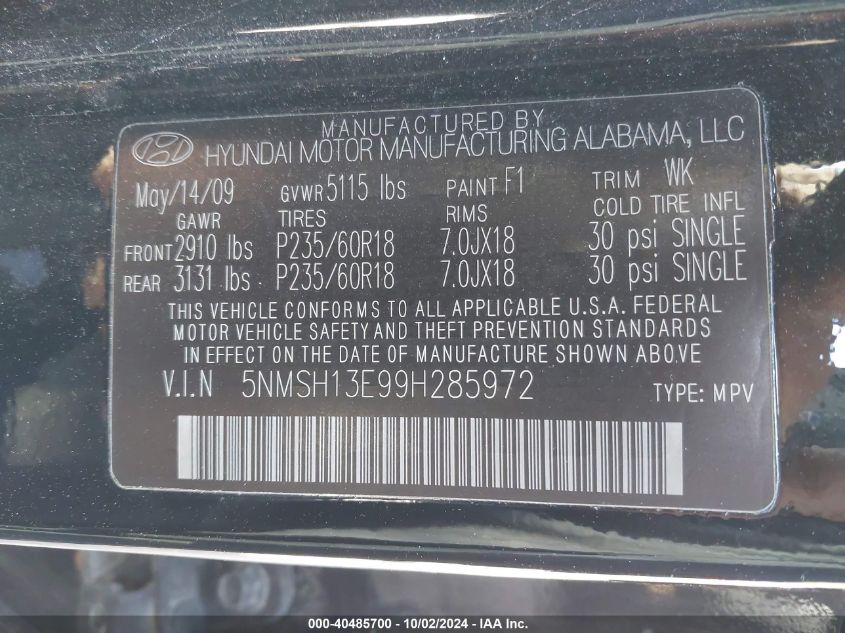 MANUFACTURED BY
HYUNDAI MOTOR MANUFACTURING ALABAMA, LLC
May/14/09 GVWR 5115 lbs PAINT F1 TRIM WK
GAWR TIRES RIMS COLD TIRE INFL
FRONT 2910 lbs P235/60R18 7.0JX18 30 psi SINGLE
REAR 3131 lbs P235/60R18 7.0JX18 30 psi SINGLE
THIS VEHICLE CONFORMS TO ALL APPLICABLE U.S.A. FEDERAL
MOTOR VEHICLE SAFETY AND THEFT PREVENTION STANDARDS
IN EFFECT ON THE DATE OF MANUFACTURE SHOWN ABOVE.
V.I.N 5NMSH13E99H285972 TYPE: MPV
000-40485700 - 10/02/2024 - IAA Inc.